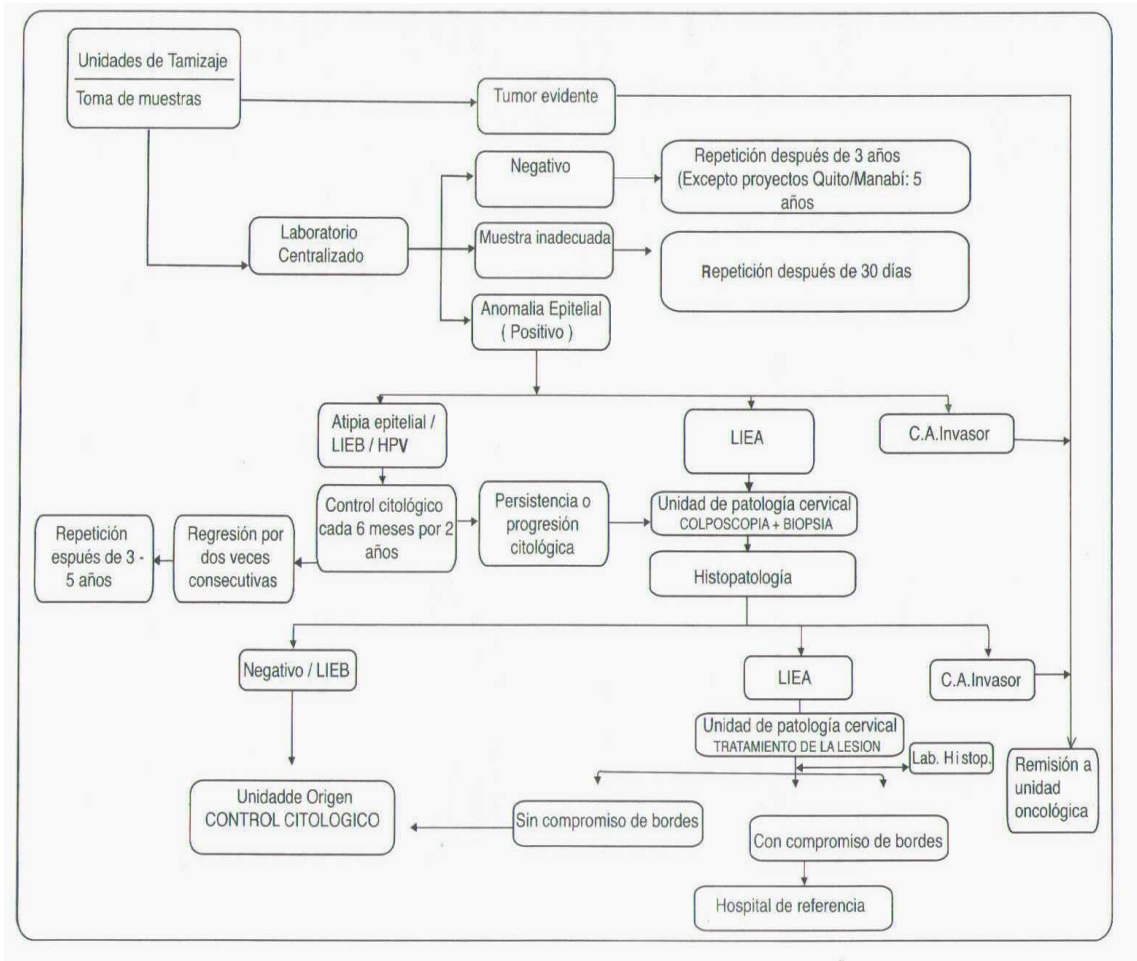 Unidades de Tamizaje
Toma de muestras
Tumor evidente
Negativo
Repetición después de 3 años
(Excepto proyectos Quito/Manabí: 5
años
Laboratorio
Centralizado
Muestra inadecuada
Repetición después de 30 días
Anomalia Epitelial
( Positivo )
Atipia epitelial /
LIEB / HPV
LIEA
C.A.Invasor
Control citológico
cada 6 meses por 2
años
Persistencia o
progresión
citológica
Unidad de patología cervical
COLPOSCOPIA + BIOPSIA
Repetición
espués de 3 -
5 años
Regresión por
dos veces
consecutivas
Histopatología
Negativo / LIEB
LIEA
C.A.Invasor
Unidad de patología cervical
TRATAMIENTO DE LA LESION
Lab. Histop.
Remisión a
unidad
oncológica
Unidadde Origen
CONTROL CITOLOGICO
Sin compromiso de bordes
Con compromiso de bordes
Hospital de referencia